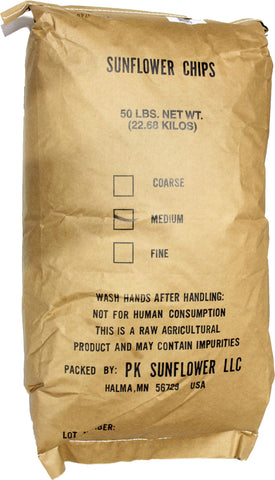 SUNFLOWER CHIPS
50 LBS. NET WT.
(22.68 KILOS)
COARSE
MEDIUM
FINE
WASH HANDS AFTER HANDLING:
NOT FOR HUMAN CONSUMPTION
THIS IS A RAW AGRICULTURAL
PRODUCT AND MAY CONTAIN IMPURITIES
PACKED BY: PK SUNFLOWER LLC
HALMA, MN 56729 USA
LOT